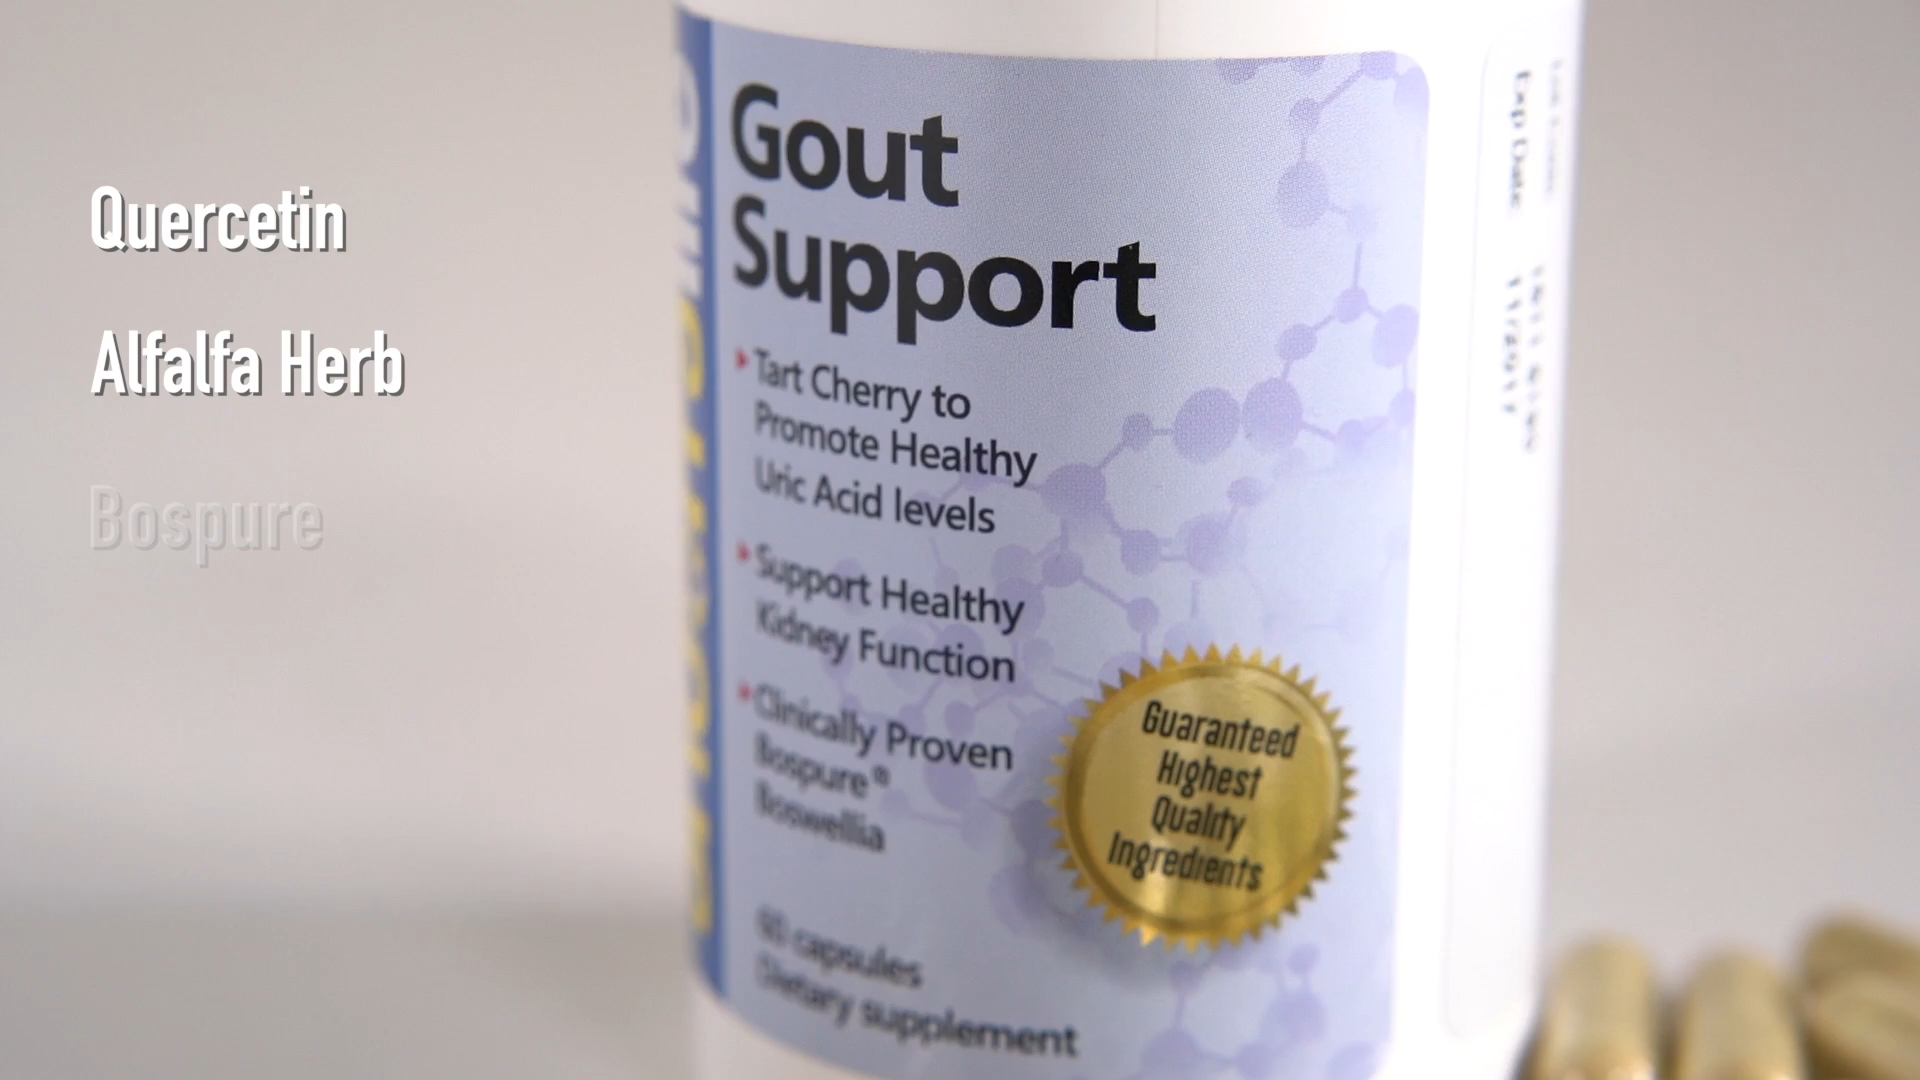 Quercetin
Alfalfa Herb
Bospure
Gout
Support
Tart Cherry to
Promote Healthy
Uric Acid levels
Support Healthy
Kidney Function
Clinically Proven
Bospure®
Boswellia
60 capsules
Dietary supplement
Guaranteed
Highest
Quality
Ingredients
Exp Date